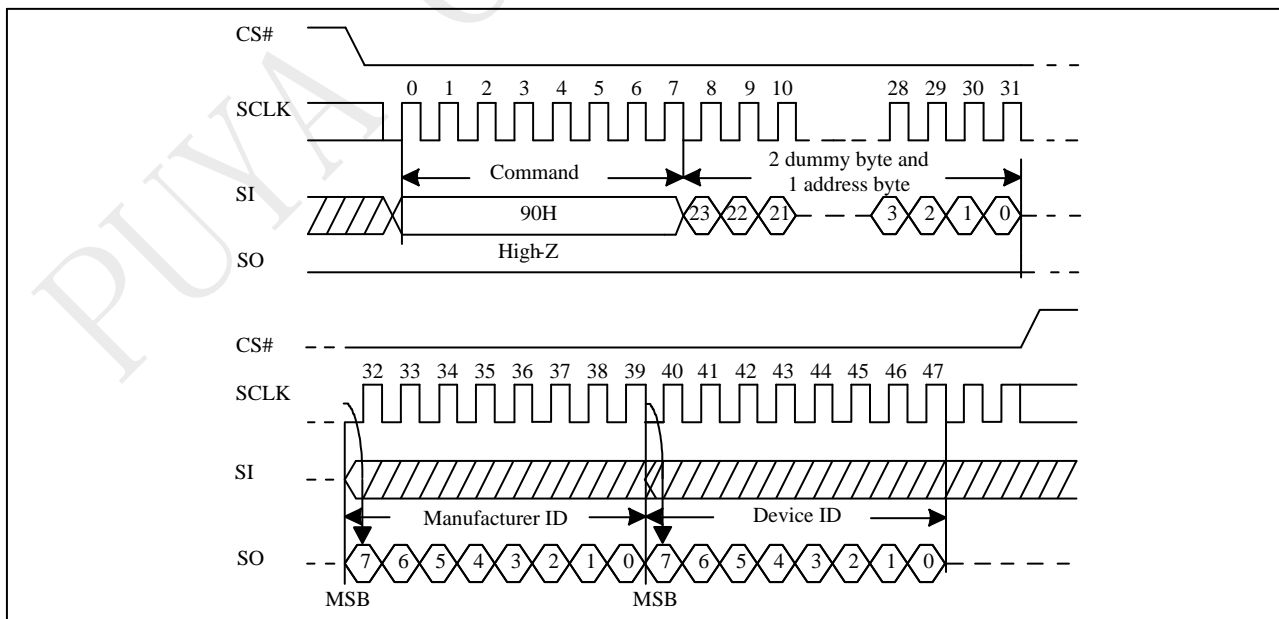 PUYA
CS#
0 1 2 3 4 5 6 7 8 9 10 28 29 30 31
SCLK
Command
2 dummy byte and
1 address byte
SI
90H
23 22 21 3 2 1 0
High-Z
SO
CS#
32 33 34 35 36 37 38 39 40 41 42 43 44 45 46 47
SCLK
SI
Manufacturer ID
Device ID
SO
7 6 5 4 3 2 1 0 7 6 5 4 3 2 1 0
MSB
MSB